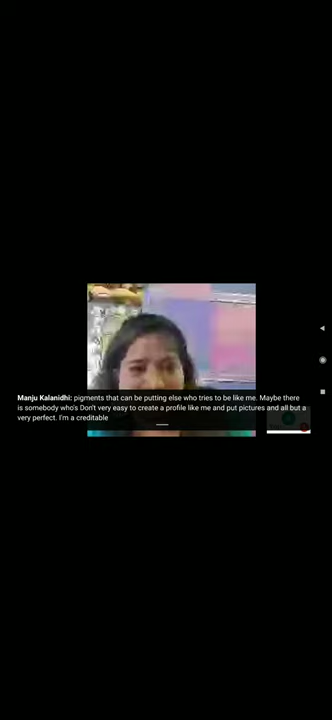 Manju Kalanidhi: pigments that can be putting else who tries to be like me. Maybe there
is somebody who's Don't very easy to create a profile like me and put pictures and all but a
very perfect. I'm a creditable